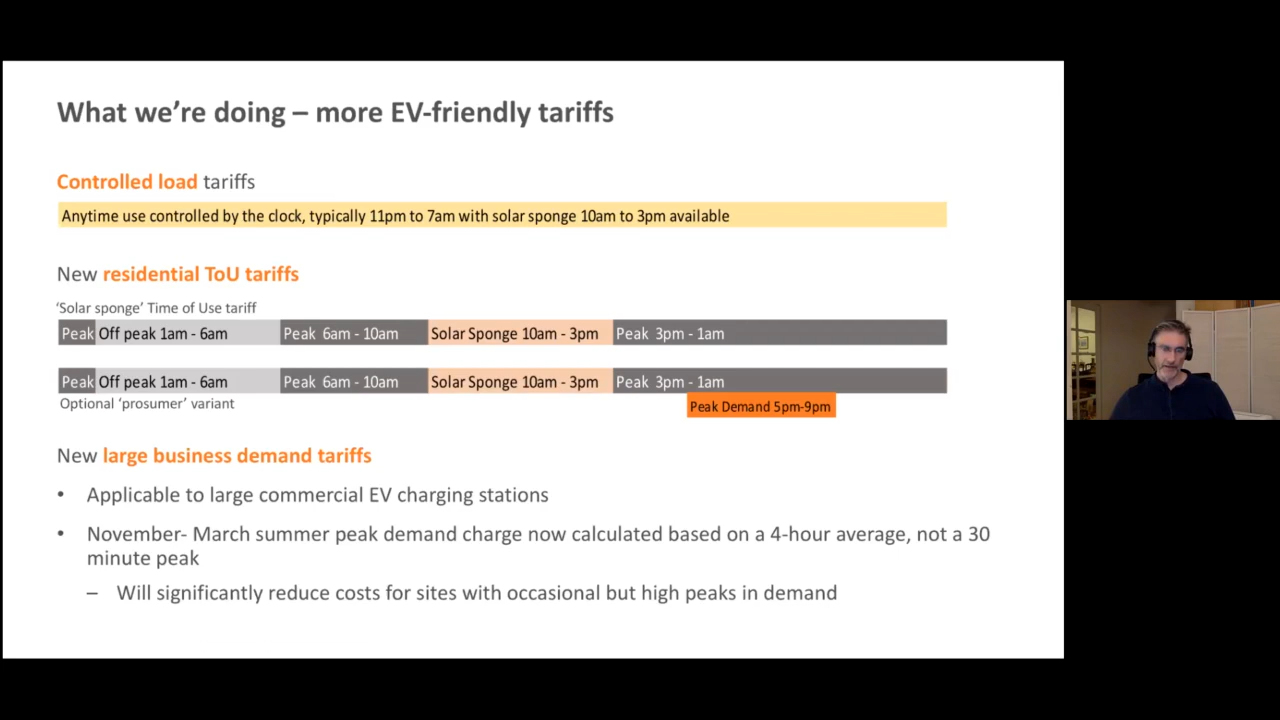 What we're doing – more EV-friendly tariffs
Controlled load tariffs
Anytime use controlled by the clock, typically 11pm to 7am with solar sponge 10am to 3pm available
New residential ToU tariffs
'Solar sponge' Time of Use tariff
Peak Off peak 1am - 6am Peak 6am - 10am Solar Sponge 10am - 3pm Peak 3pm - 1am
Peak Off peak 1am - 6am Peak 6am - 10am Solar Sponge 10am - 3pm Peak 3pm - 1am
Optional 'prosumer' variant
Peak Demand 5pm-9pm
New large business demand tariffs
• Applicable to large commercial EV charging stations
• November- March summer peak demand charge now calculated based on a 4-hour average, not a 30
minute peak
– Will significantly reduce costs for sites with occasional but high peaks in demand